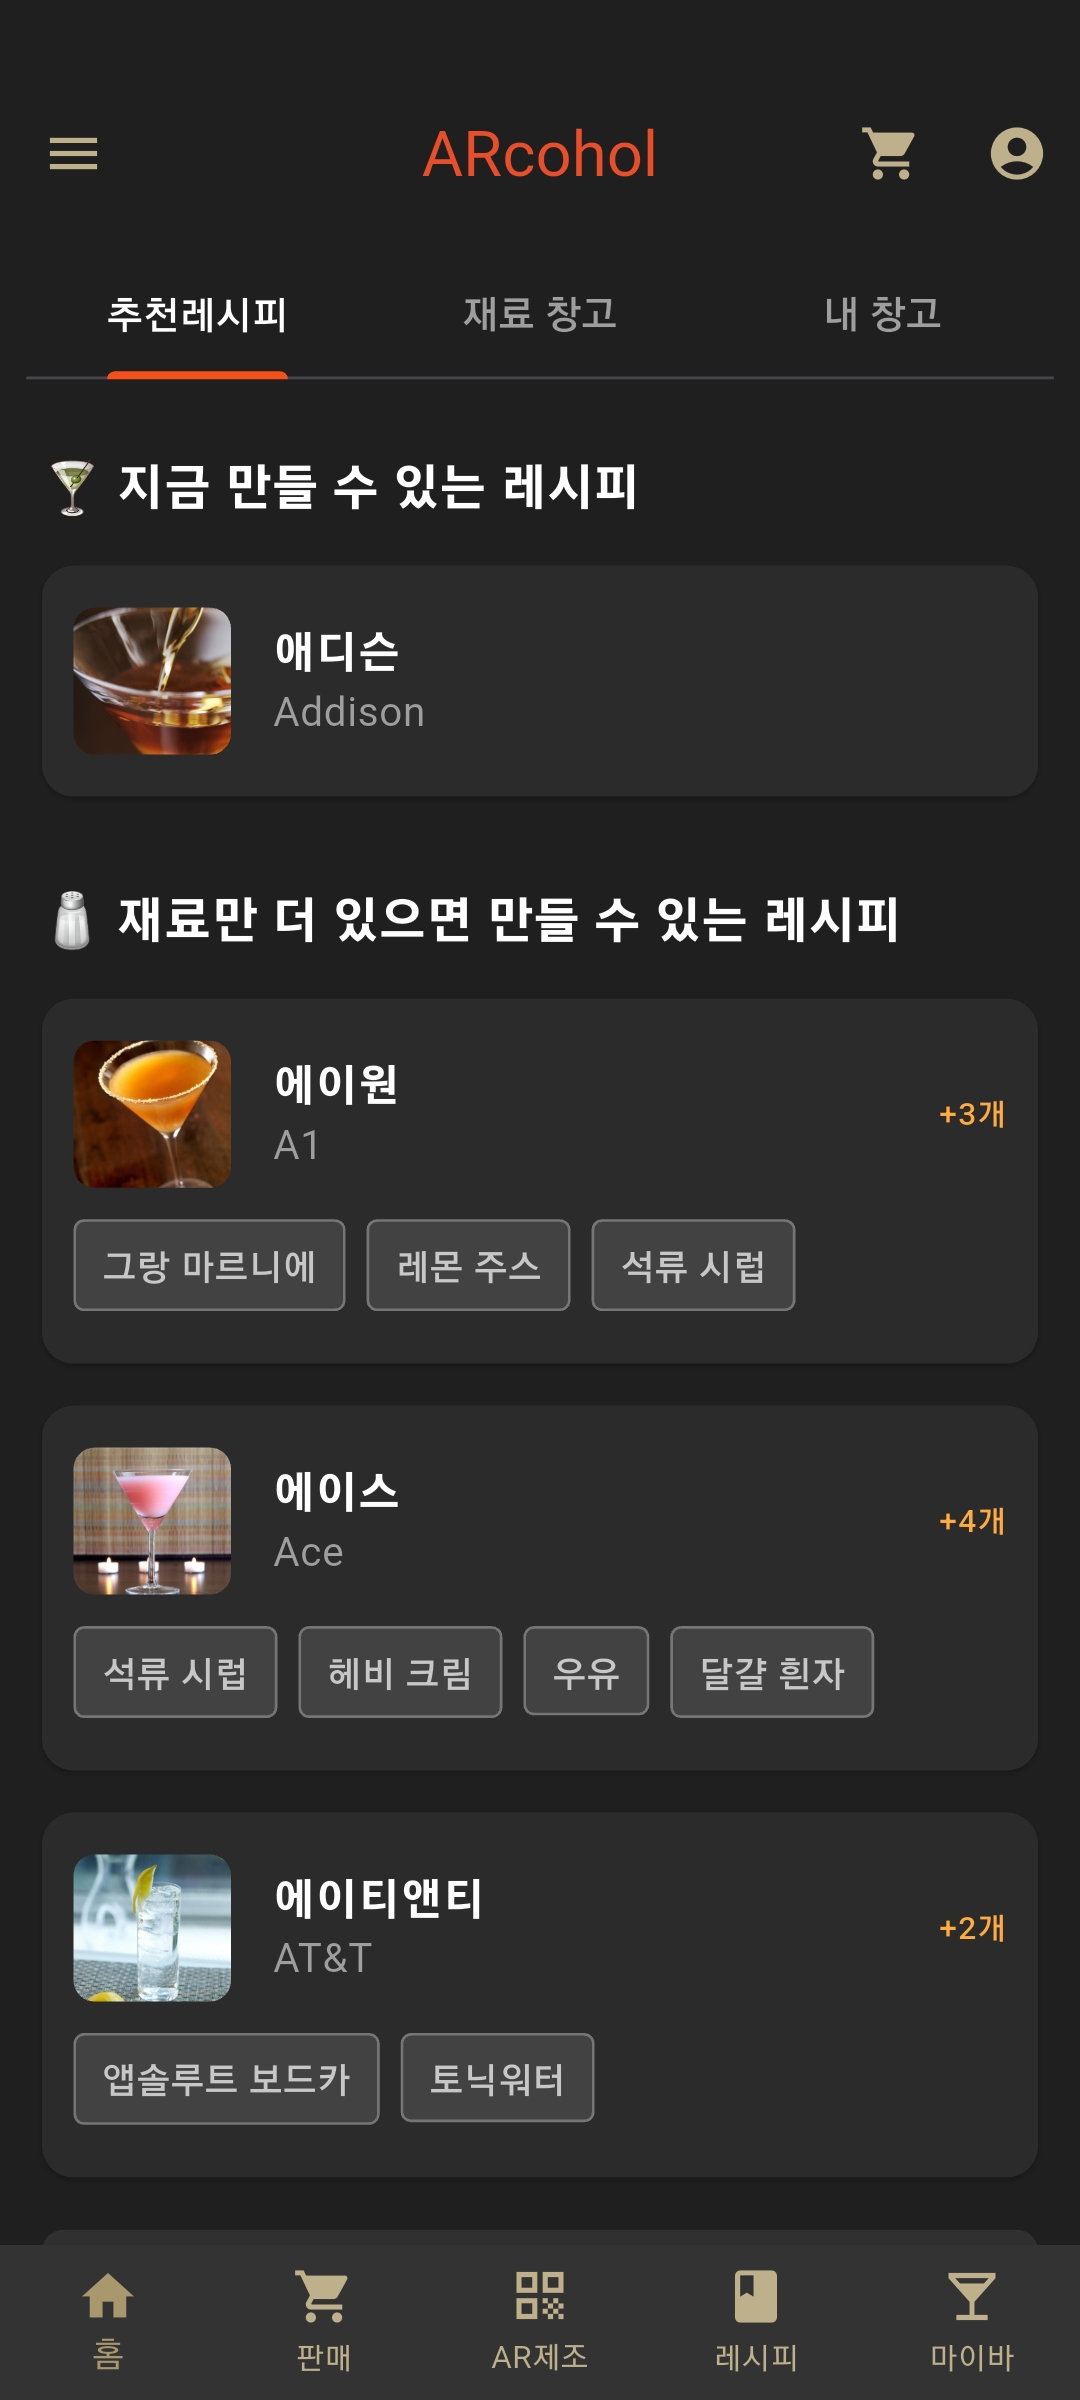 ARcohol
추천레시피 재료 창고 내 창고
지금 만들 수 있는 레시피
애디슨
Addison
재료만 더 있으면 만들 수 있는 레시피
에이원
A1
+3개
그랑 마르니에 레몬 주스 석류 시럽
에이스
Ace
+4개
석류 시럽 헤비 크림 우유 달걀 흰자
에이티앤티
AT&T
+2개
앱솔루트 보드카 토닉워터
홈 판매 AR제조 레시피 마이바